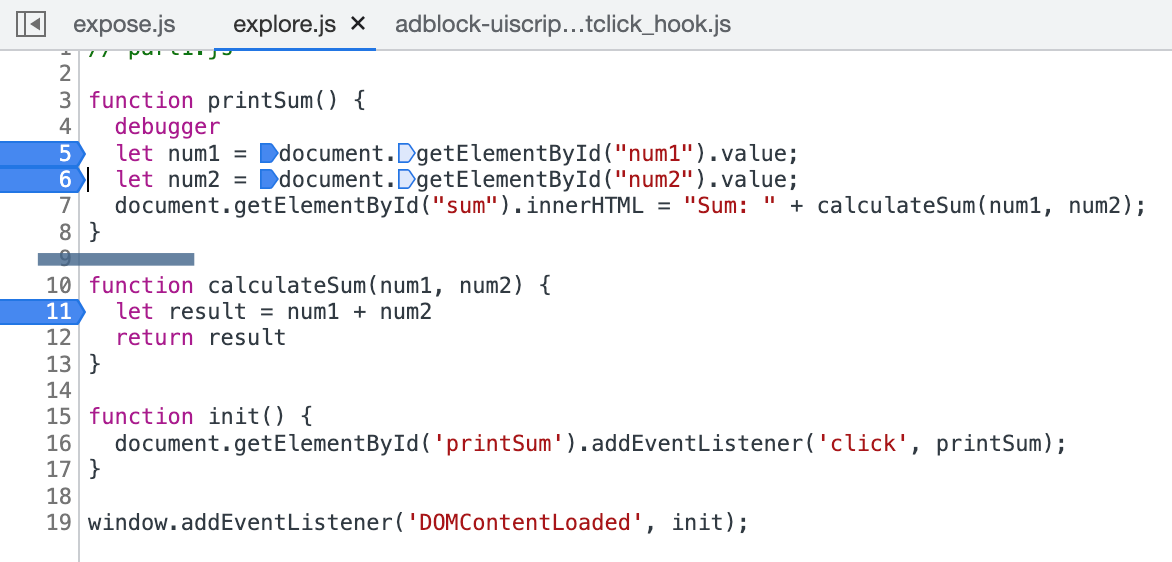 expose.js explore.js × adblock-uiscrip…tclick_hook.js
1 // part1.js
2
3 function printSum() {
4 debugger
5 let num1 = document.getElementById("num1").value;
6 let num2 = document.getElementById("num2").value;
7 document.getElementById("sum").innerHTML = "Sum: " + calculateSum(num1, num2);
8 }
9
10 function calculateSum(num1, num2) {
11 let result = num1 + num2
12 return result
13 }
14
15 function init() {
16 document.getElementById('printSum').addEventListener('click', printSum);
17 }
18
19 window.addEventListener('DOMContentLoaded', init);